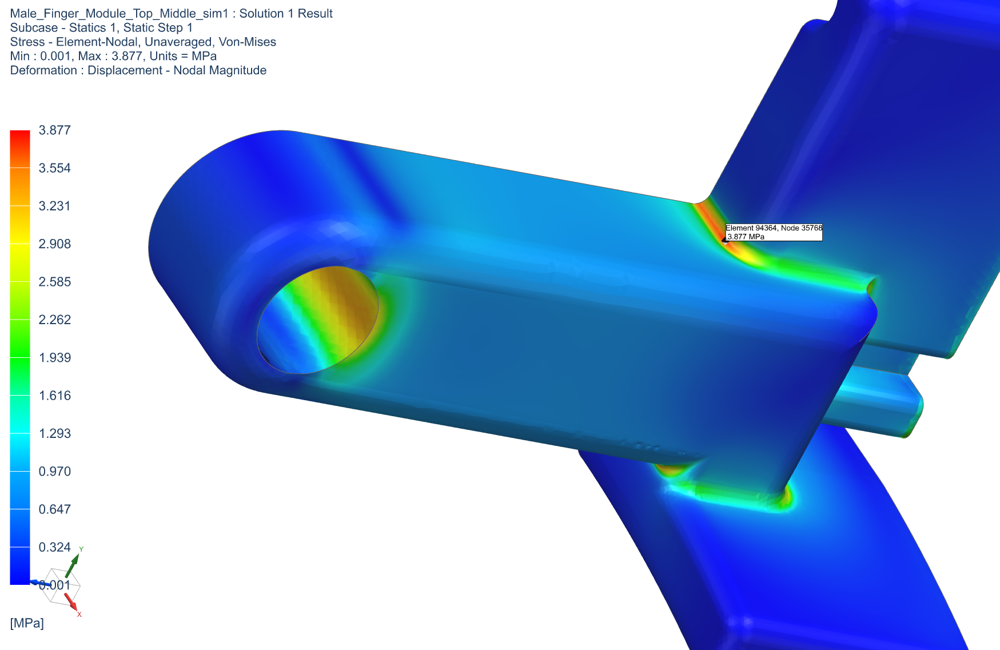 Male_Finger_Module_Top_Middle_sim1 : Solution 1 Result
Subcase - Statics 1, Static Step 1
Stress - Element-Nodal, Unaveraged, Von-Mises
Min : 0.001, Max : 3.877, Units = MPa
Deformation : Displacement - Nodal Magnitude
3.877
3.554
3.231
2.908
2.585
2.262
1.939
1.616
1.293
0.970
0.647
0.324
0.001
[MPa]
Element 94364, Node 35768
3.877 MPa
Y
X